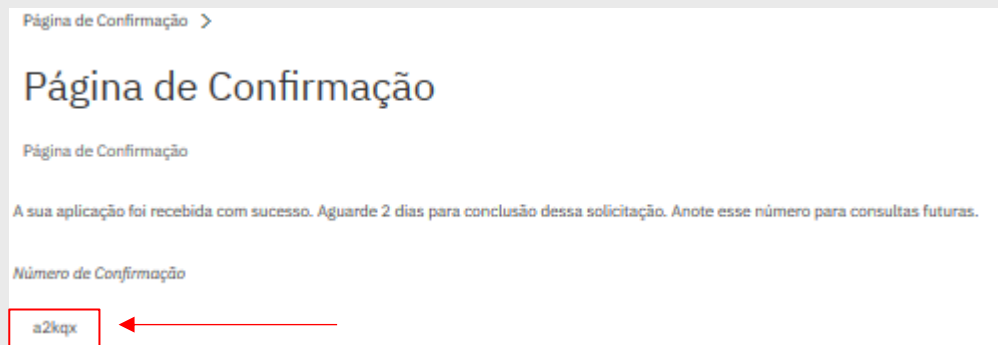 Página de Confirmação >
Página de Confirmação
Página de Confirmação
A sua aplicação foi recebida com sucesso. Aguarde 2 dias para conclusão dessa solicitação. Anote esse número para consultas futuras.
Número de Confirmação
a2kqx